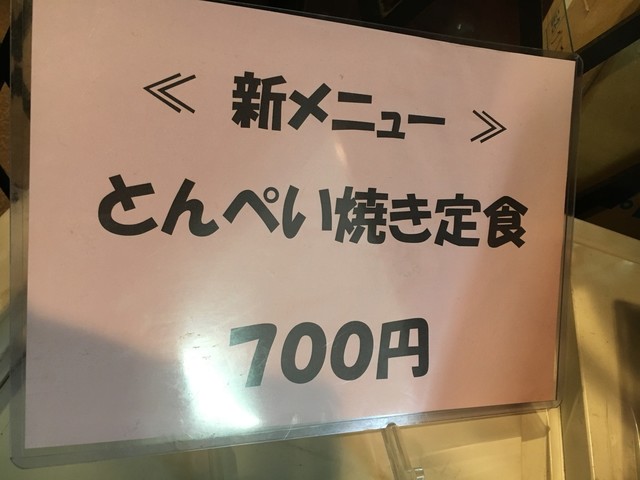 ≪ 新メニュー ≫
とんぺい焼き定食
700円